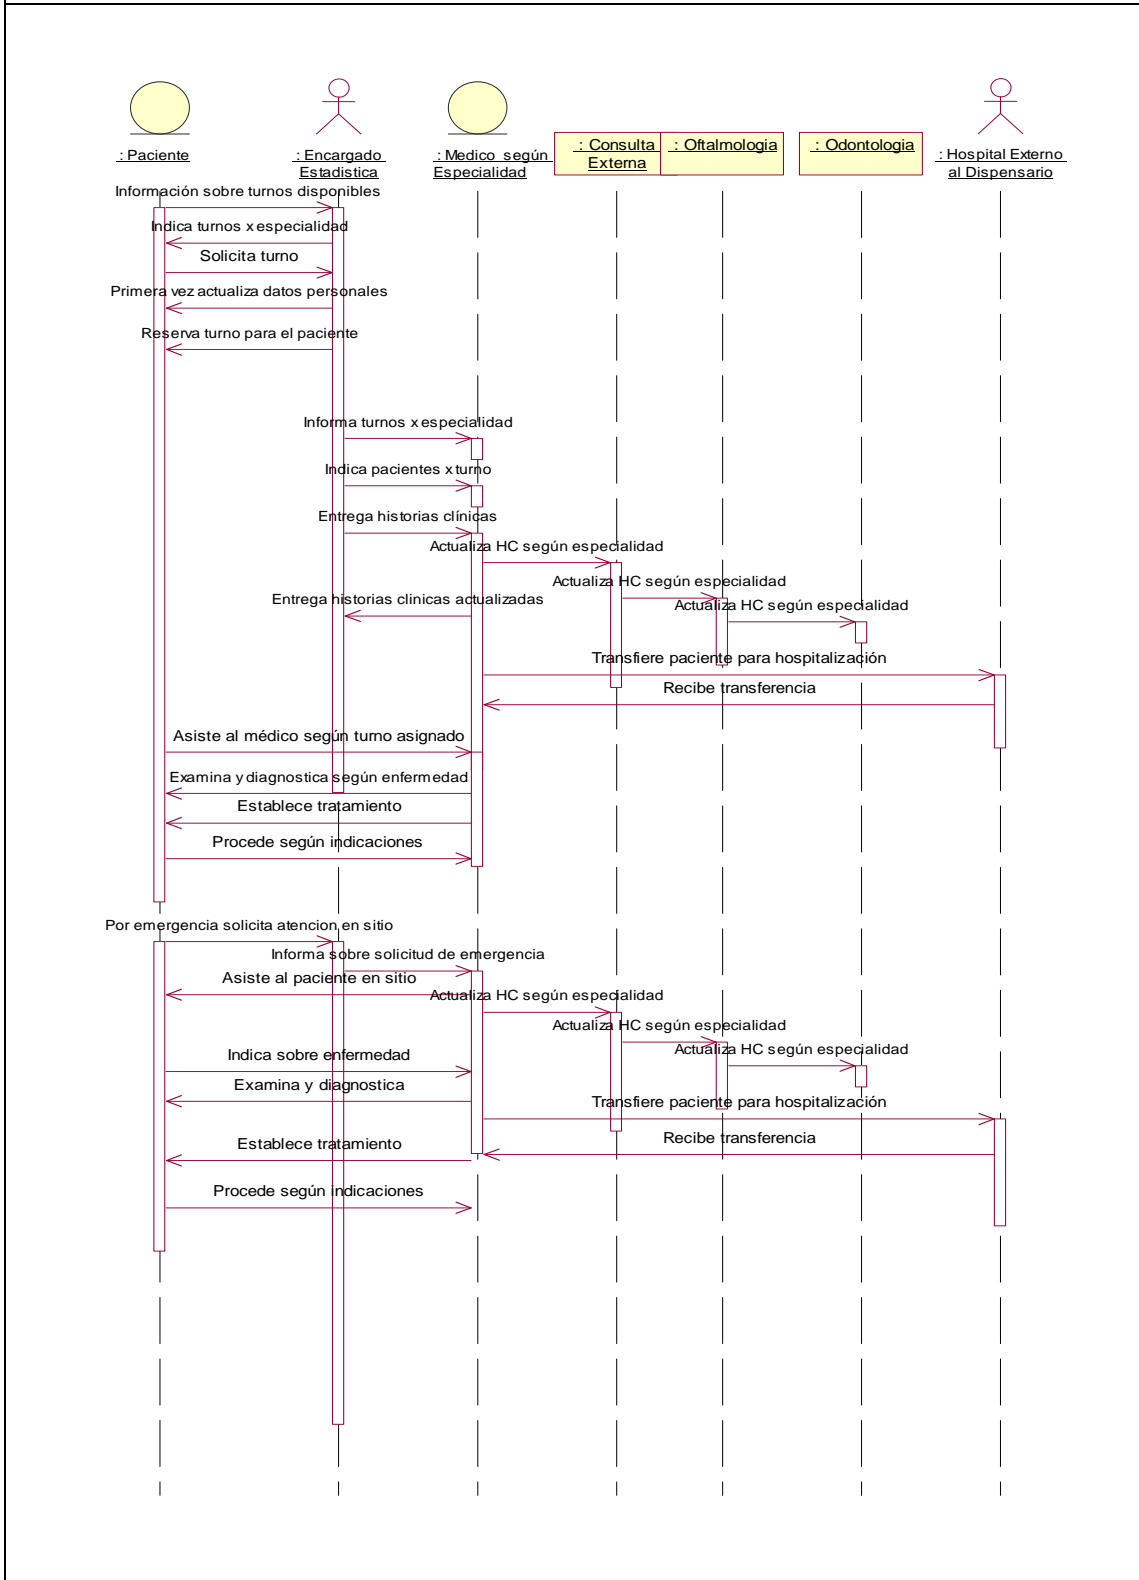 : Paciente
: Encargado
Estadistica
: Medico según
Especialidad
: Consulta
Externa
: Oftalmologia
: Odontologia
: Hospital Externo
al Dispensario
Información sobre turnos disponibles
Indica turnos x especialidad
Solicita turno
Primera vez actualiza datos personales
Reserva turno para el paciente
Informa turnos x especialidad
Indica pacientes x turno
Entrega historias clínicas
Actualiza HC según especialidad
Actualiza HC según especialidad
Entrega historias clinicas actualizadas
Actualiza HC según especialidad
Transfiere paciente para hospitalización
Recibe transferencia
Asiste al médico según turno asignado
Examina y diagnostica según enfermedad
Establece tratamiento
Procede según indicaciones
Por emergencia solicita atencion en sitio
Informa sobre solicitud de emergencia
Asiste al paciente en sitio
Actualiza HC según especialidad
Actualiza HC según especialidad
Actualiza HC según especialidad
Indica sobre enfermedad
Examina y diagnostica
Transfiere paciente para hospitalización
Recibe transferencia
Establece tratamiento
Procede según indicaciones